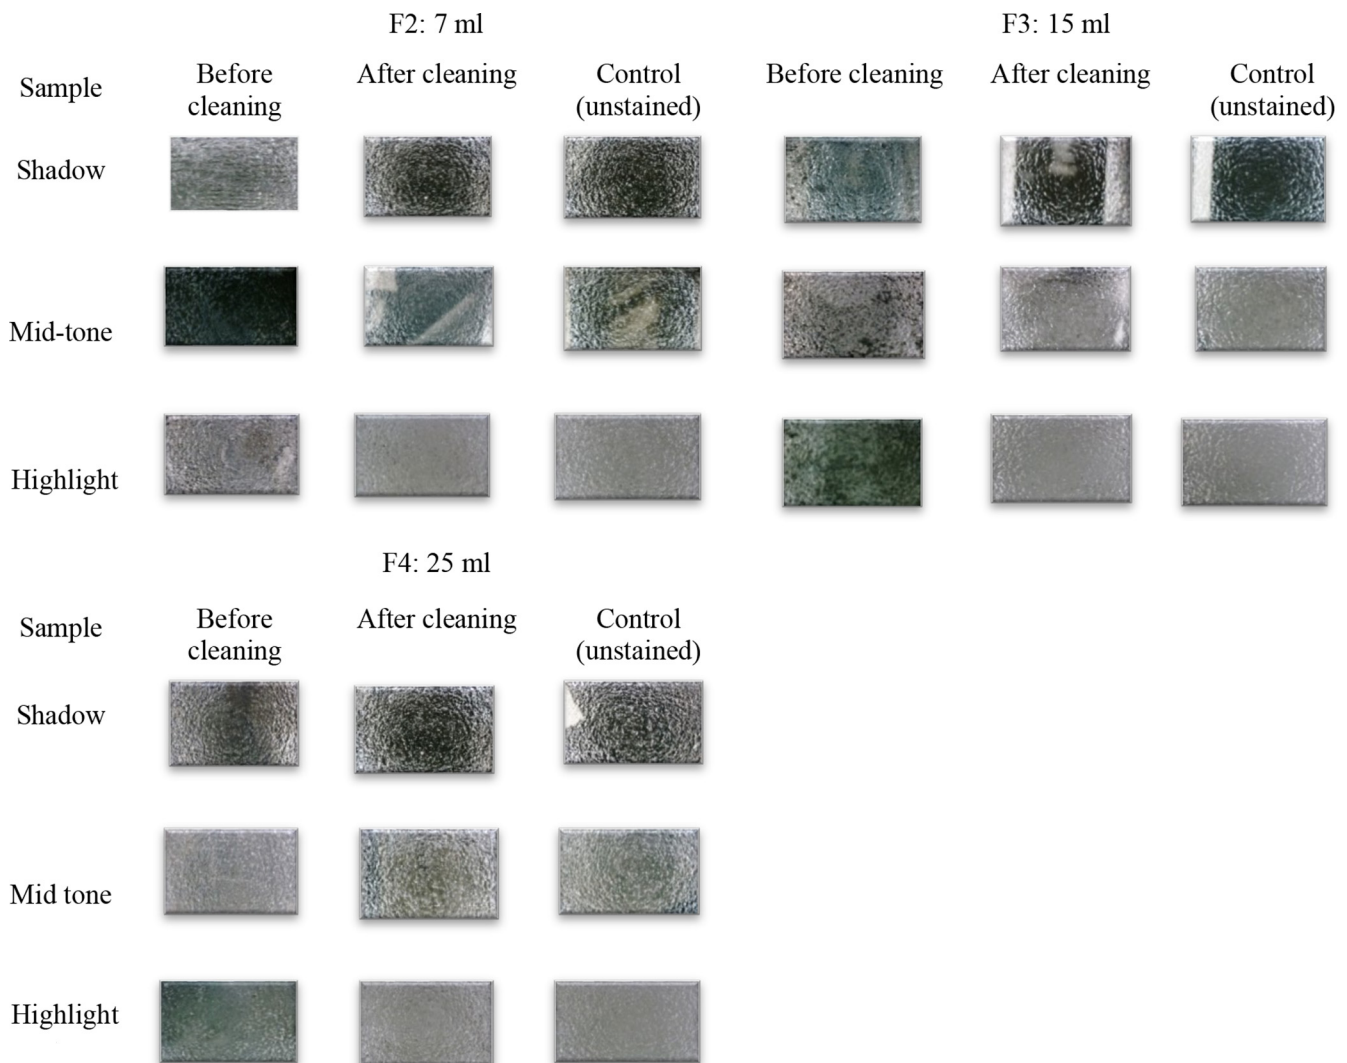 F2: 7 ml
F3: 15 ml
Sample
Before
cleaning
After cleaning
Control
(unstained)
Before cleaning
After cleaning
Control
(unstained)
Shadow
Mid-tone
Highlight
F4: 25 ml
Sample
Before
cleaning
After cleaning
Control
(unstained)
Shadow
Mid tone
Highlight